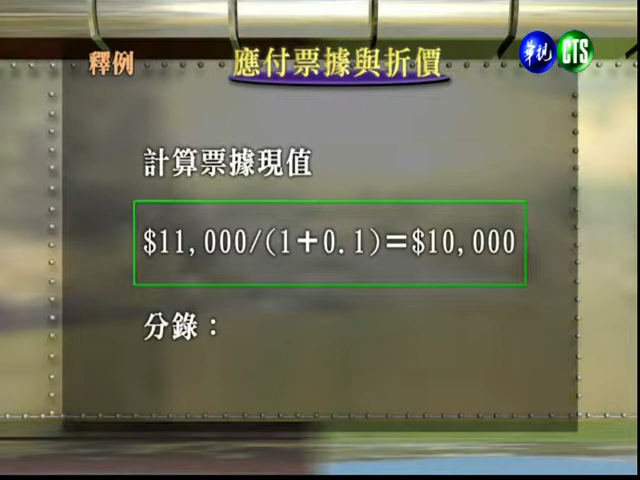 釋例
應付票據與折價
華視 CTS
計算票據現值
$11,000/(1+0.1)=$10,000
分錄：